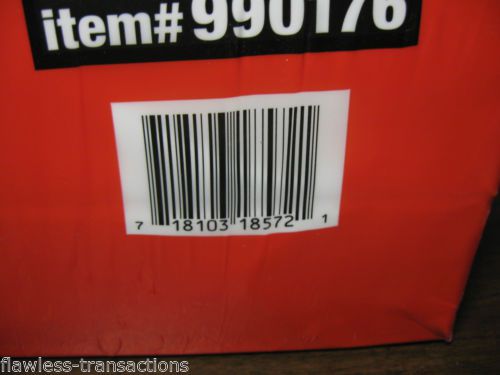 item# 990176
7 18103 18572 1
flawless-transactions